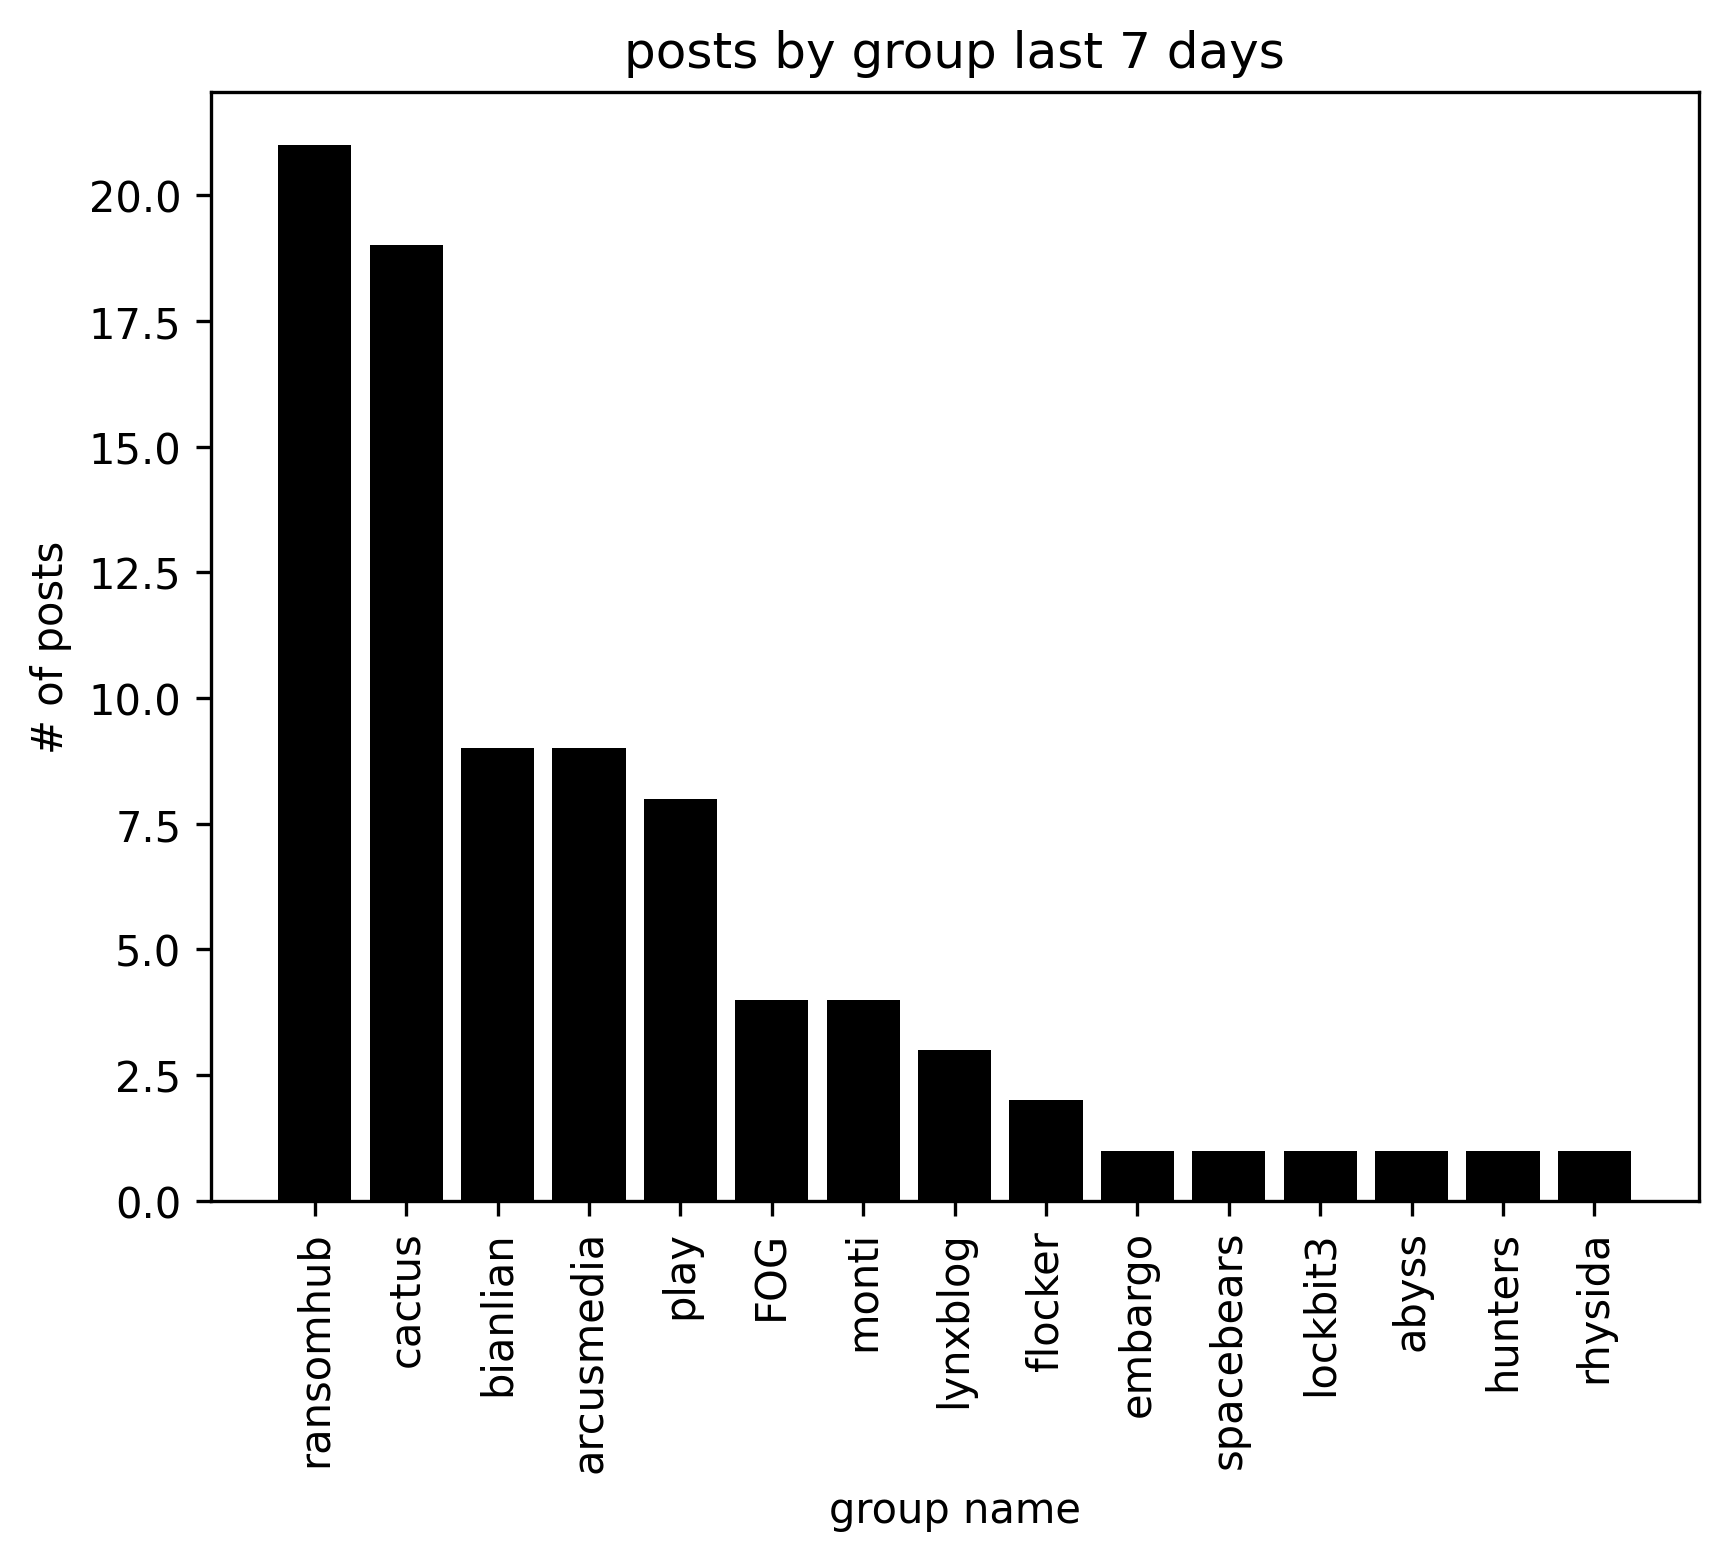 posts by group last 7 days
# of posts
20.0
17.5
15.0
12.5
10.0
7.5
5.0
2.5
0.0
ransomhub
cactus
bianlian
arcusmedia
play
FOG
monti
lynxblog
flocker
embargo
spacebears
lockbit3
abyss
hunters
rhysida
group name